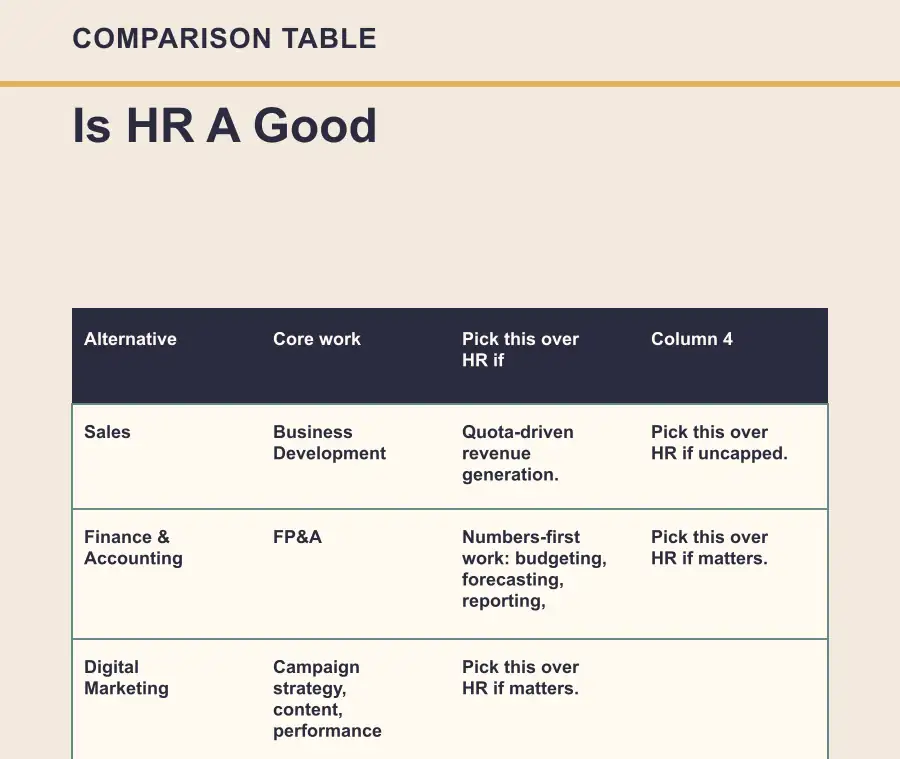 COMPARISON TABLE
Is HR A Good
Alternative
Core work
Pick this over
HR if
Column 4
Sales
Business
Development
Quota-driven
revenue
generation.
Pick this over
HR if uncapped.
Finance &
Accounting
FP&A
Numbers-first
work: budgeting,
forecasting,
reporting,
Pick this over
HR if matters.
Digital
Marketing
Campaign
strategy,
content,
performance
Pick this over
HR if matters.